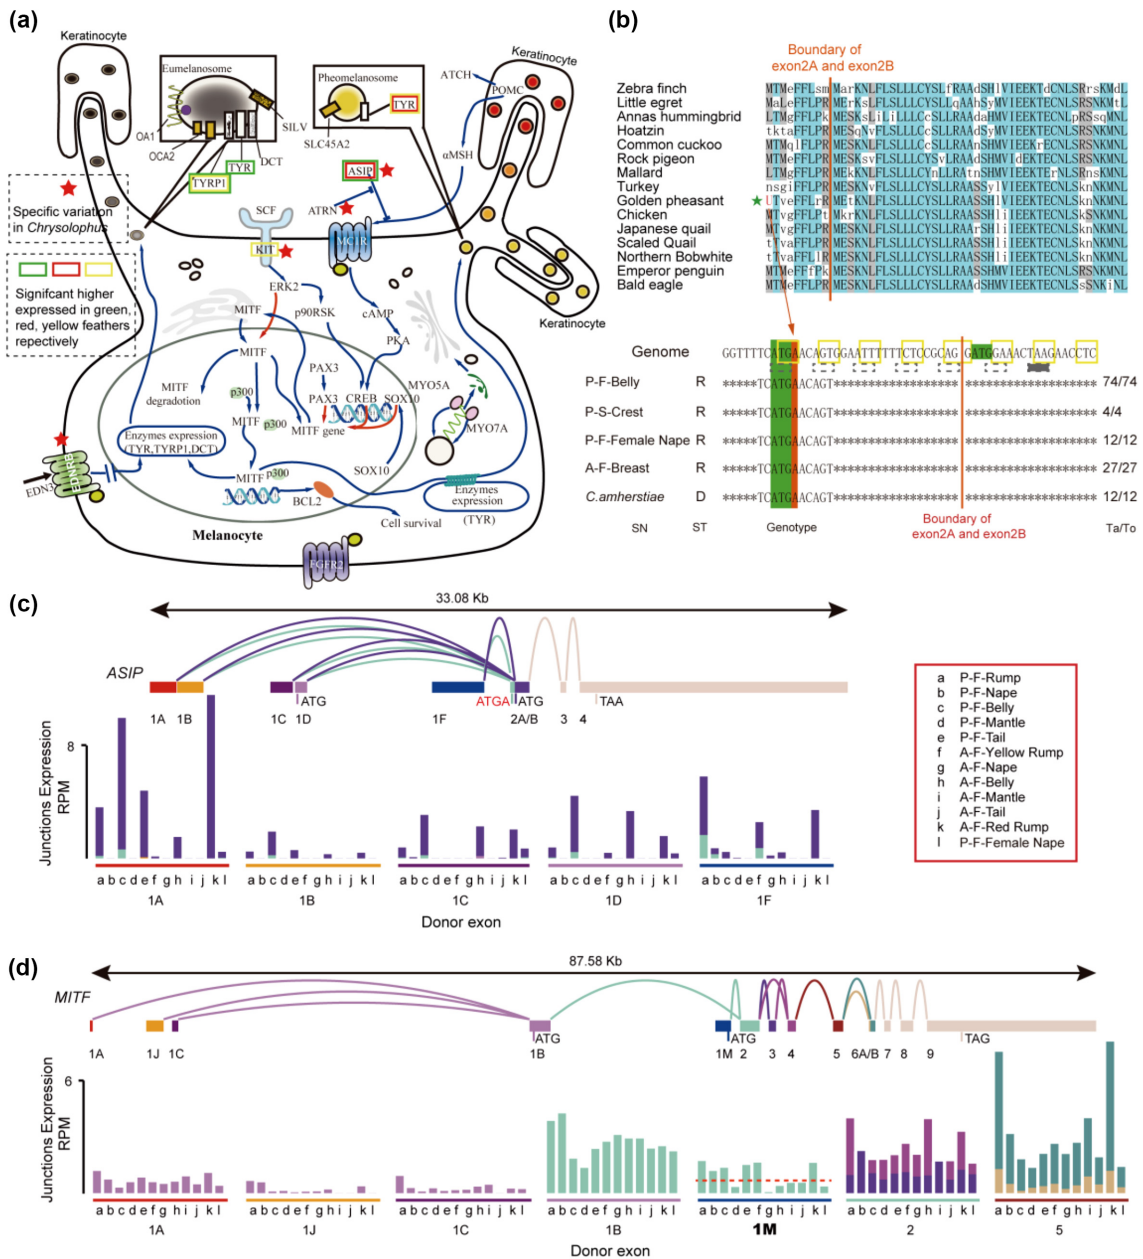 (a)
Keratinocyte
Eumelanosome
OA1
OCA2
SILV
DCT
TYR
TYRP1
Pheomelanosome
TYR
SLC45A2
Keratinocyte
ATCH
POMC
αMSH
ASIP
ATRN
MC1R
SCF
KIT
Specific variation
in Chrysolophus
Signifcant higher
expressed in green,
red, yellow feathers
repectively
Keratinocyte
ERK2
MITF
p90RSK
cAMP
PKA
MITF
MITF
degradation
p300
PAX3
PAX3
CREB
SOX10
MYO5A
MYO7A
MITF
p300
MITF gene
Enzymes expression
(TYR,TYRP1,DCT)
MITF
p300
SOX10
BCL2
Enzymes
expression
(TYR)
Cell survival
EDN3
EDNRB
Melanocyte
FGFR2
(b)
Boundary of
exon2A and exon2B
Zebra finch
Little egret
Annas hummingbrid
Hoatzin
Common cuckoo
Rock pigeon
Mallard
Turkey
Golden pheasant
Chicken
Japanese quail
Scaled Quail
Northern Bobwhite
Emperor penguin
Bald eagle
Genome GGTTTTCATGAACAGTGGAATTTTTTCTCCGCAG GATGGAAACTAAGAACCTC
P-F-Belly R *****TCATGAACAGT 74/74
P-S-Crest R *****TCATGAACAGT 4/4
P-F-Female Nape R *****TCATGAACAGT 12/12
A-F-Breast R *****TCATGAACAGT 27/27
C.amherstiae D *****TCATGAACAGT 12/12
SN ST Genotype Boundary of
exon2A and exon2B Ta/To
(c)
33.08 Kb
ASIP
ATG
ATGA
ATG
TAA
1A 1B 1C 1D 1F 2A/B 3 4
8
Junctions Expression
RPM
a b c d e f g h i j k l
a b c d e f g h i j k l
a b c d e f g h i j k l
a b c d e f g h i j k l
a b c d e f g h i j k l
1A 1B 1C 1D 1F
Donor exon
a P-F-Rump
b P-F-Nape
c P-F-Belly
d P-F-Mantle
e P-F-Tail
f A-F-Yellow Rump
g A-F-Nape
h A-F-Belly
i A-F-Mantle
j A-F-Tail
k A-F-Red Rump
l P-F-Female Nape
(d)
87.58 Kb
MITF
ATG
ATG
TAG
1A 1J 1C 1B 1M 2 3 4 5 6A/B 7 8 9
6
Junctions Expression
RPM
a b c d e f g h i j k l
a b c d e f g h i j k l
a b c d e f g h i j k l
a b c d e f g h i j k l
a b c d e f g h i j k l
a b c d e f g h i j k l
a b c d e f g h i j k l
1A 1J 1C 1B 1M 2 5
Donor exon